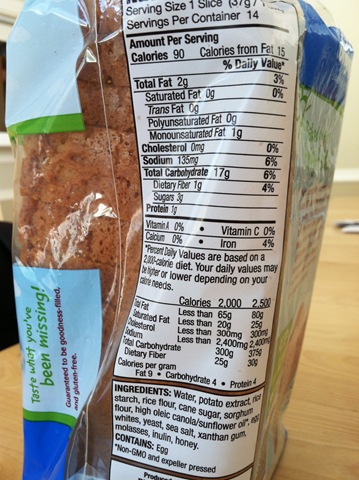 Serving Size 1 Slice (37g /
Servings Per Container 14
Amount Per Serving
Calories 90 Calories from Fat 15
% Daily Value*
Total Fat 2g 3%
Saturated Fat 0g 0%
Trans Fat 0g
Polyunsaturated Fat 0g
Monounsaturated Fat 1g
Cholesterol 0mg 0%
Sodium 135mg 6%
Total Carbohydrate 17g 6%
Dietary Fiber 1g 4%
Sugars 3g
Protein 1g
Vitamin A 0% • Vitamin C 0%
Calcium 0% • Iron 4%
*Percent Daily Values are based on a
2,000-calorie diet. Your daily values may
be higher or lower depending on your
calorie needs.
Calories 2,000 2,500
Total Fat Less than 65g 80g
Saturated Fat Less than 20g 25g
Cholesterol Less than 300mg 300mg
Sodium Less than 2,400mg 2,400mg
Total Carbohydrate 300g 375g
Dietary Fiber 25g 30g
Calories per gram
Fat 9 • Carbohydrate 4 • Protein 4
INGREDIENTS: Water, potato extract, rice
starch, rice flour, cane sugar, sorghum
flour, high oleic canola/sunflower oil*, egg
whites, yeast, sea salt, xanthan gum,
molasses, inulin, honey.
CONTAINS: Egg
*Non-GMO and expeller pressed
Taste what you've
been missing!
Guaranteed to be goodness-filled,
and gluten-free.